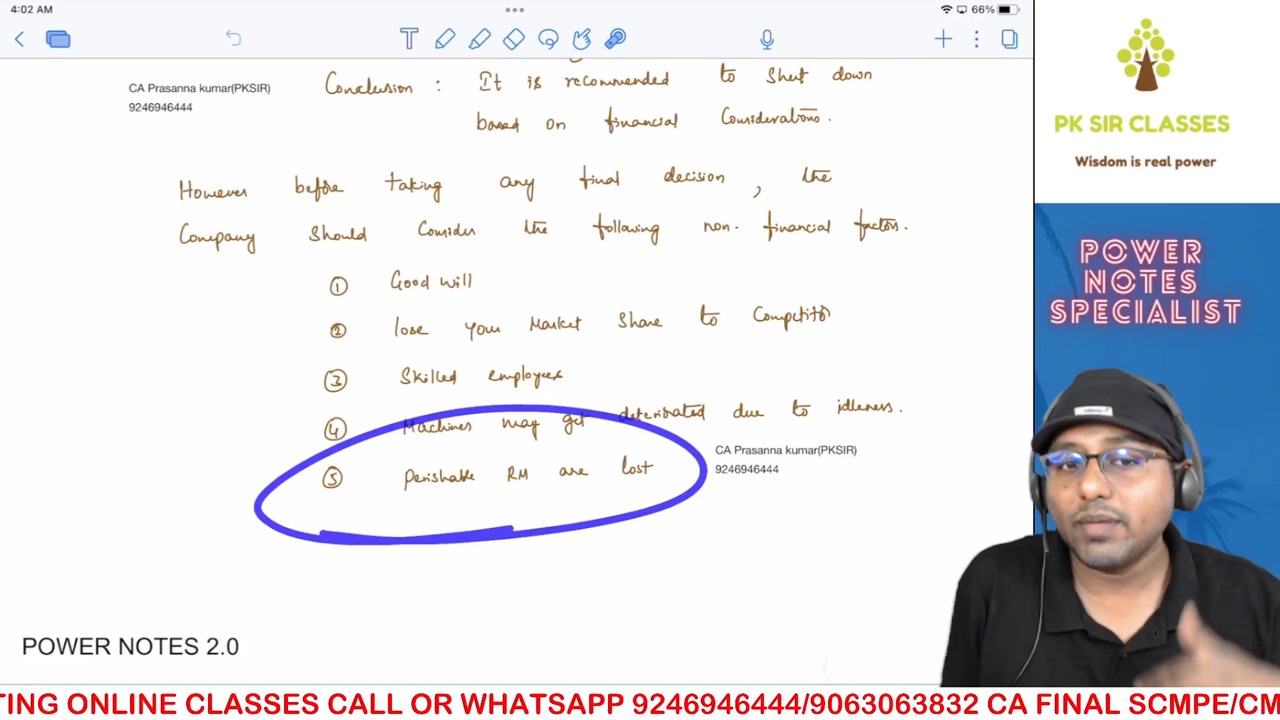 4:02 AM
66%
T
CA Prasanna kumar(PKSIR)
9246946444
Conclusion : It is recommended to Shut down
based on financial Considerations.
However before taking any final decision, the
Company Should Consider the following non-financial factors.
① Good will
② lose your Market Share to Competitor
③ Skilled employees
④ Machines may get deteriorated due to idleness.
⑤ Perishable RM are lost
CA Prasanna kumar(PKSIR)
9246946444
POWER NOTES 2.0
PK SIR CLASSES
Wisdom is real power
POWER
NOTES
SPECIALIST
TING ONLINE CLASSES CALL OR WHATSAPP 9246946444/9063063832 CA FINAL SCMPE/CM